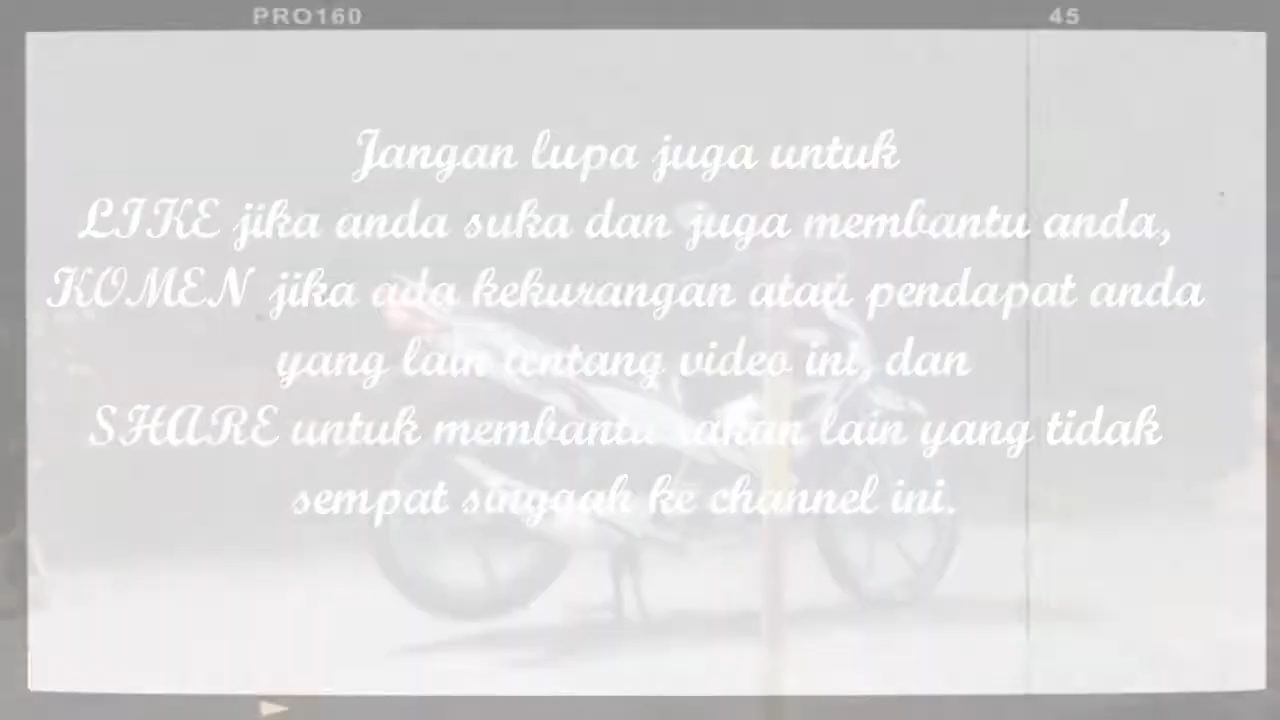 PRO160 45
Jangan lupa juga untuk
LIKE jika anda suka dan juga membantu anda,
KOMEN jika ada kekurangan atau pendapat anda
yang lain tentang video ini, dan
SHARE untuk membantu rakan lain yang tidak
sempat singgah ke channel ini.